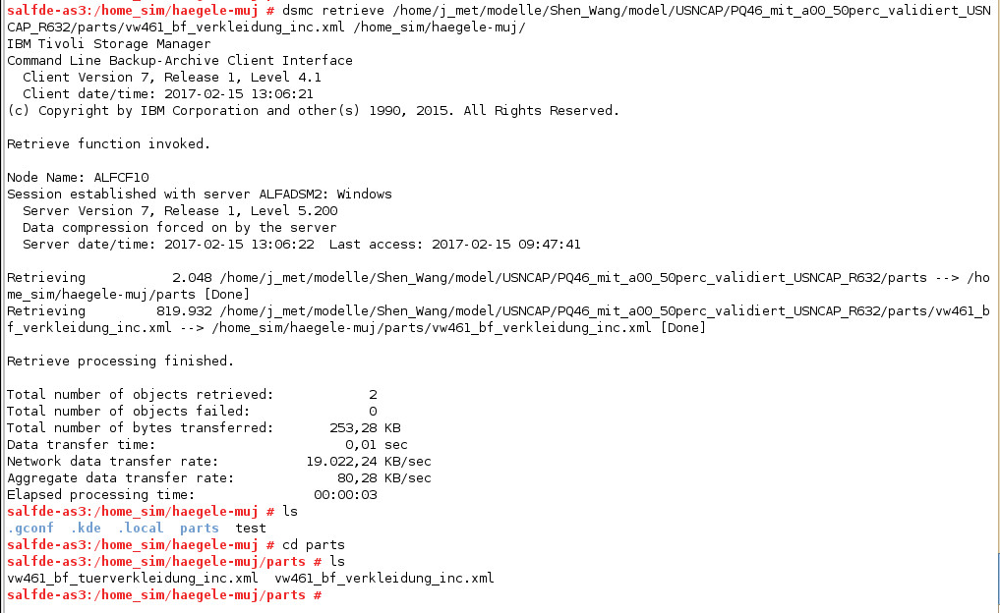 salfde-as3:/home_sim/haegele-muj # dsmc retrieve /home/j_met/modelle/Shen_Wang/model/USNCAP/PQ46_mit_a00_50perc_validiert_USN
CAP_R632/parts/vw461_bf_verkleidung_inc.xml /home_sim/haegele-muj/
IBM Tivoli Storage Manager
Command Line Backup-Archive Client Interface
  Client Version 7, Release 1, Level 4.1
  Client date/time: 2017-02-15 13:06:21
(c) Copyright by IBM Corporation and other(s) 1990, 2015. All Rights Reserved.

Retrieve function invoked.

Node Name: ALFCF10
Session established with server ALFADSM2: Windows
  Server Version 7, Release 1, Level 5.200
  Data compression forced on by the server
  Server date/time: 2017-02-15 13:06:22  Last access: 2017-02-15 09:47:41

Retrieving           2.048 /home/j_met/modelle/Shen_Wang/model/USNCAP/PQ46_mit_a00_50perc_validiert_USNCAP_R632/parts --> /ho
me_sim/haegele-muj/parts [Done]
Retrieving         819.932 /home/j_met/modelle/Shen_Wang/model/USNCAP/PQ46_mit_a00_50perc_validiert_USNCAP_R632/parts/vw461_b
f_verkleidung_inc.xml --> /home_sim/haegele-muj/parts/vw461_bf_verkleidung_inc.xml [Done]

Retrieve processing finished.

Total number of objects retrieved:            2
Total number of objects failed:               0
Total number of bytes transferred:       253,28 KB
Data transfer time:                        0,01 sec
Network data transfer rate:           19.022,24 KB/sec
Aggregate data transfer rate:             80,28 KB/sec
Elapsed processing time:               00:00:03
salfde-as3:/home_sim/haegele-muj # ls
.gconf  .kde  .local  parts  test
salfde-as3:/home_sim/haegele-muj # cd parts
salfde-as3:/home_sim/haegele-muj/parts # ls
vw461_bf_tuerverkleidung_inc.xml  vw461_bf_verkleidung_inc.xml
salfde-as3:/home_sim/haegele-muj/parts #